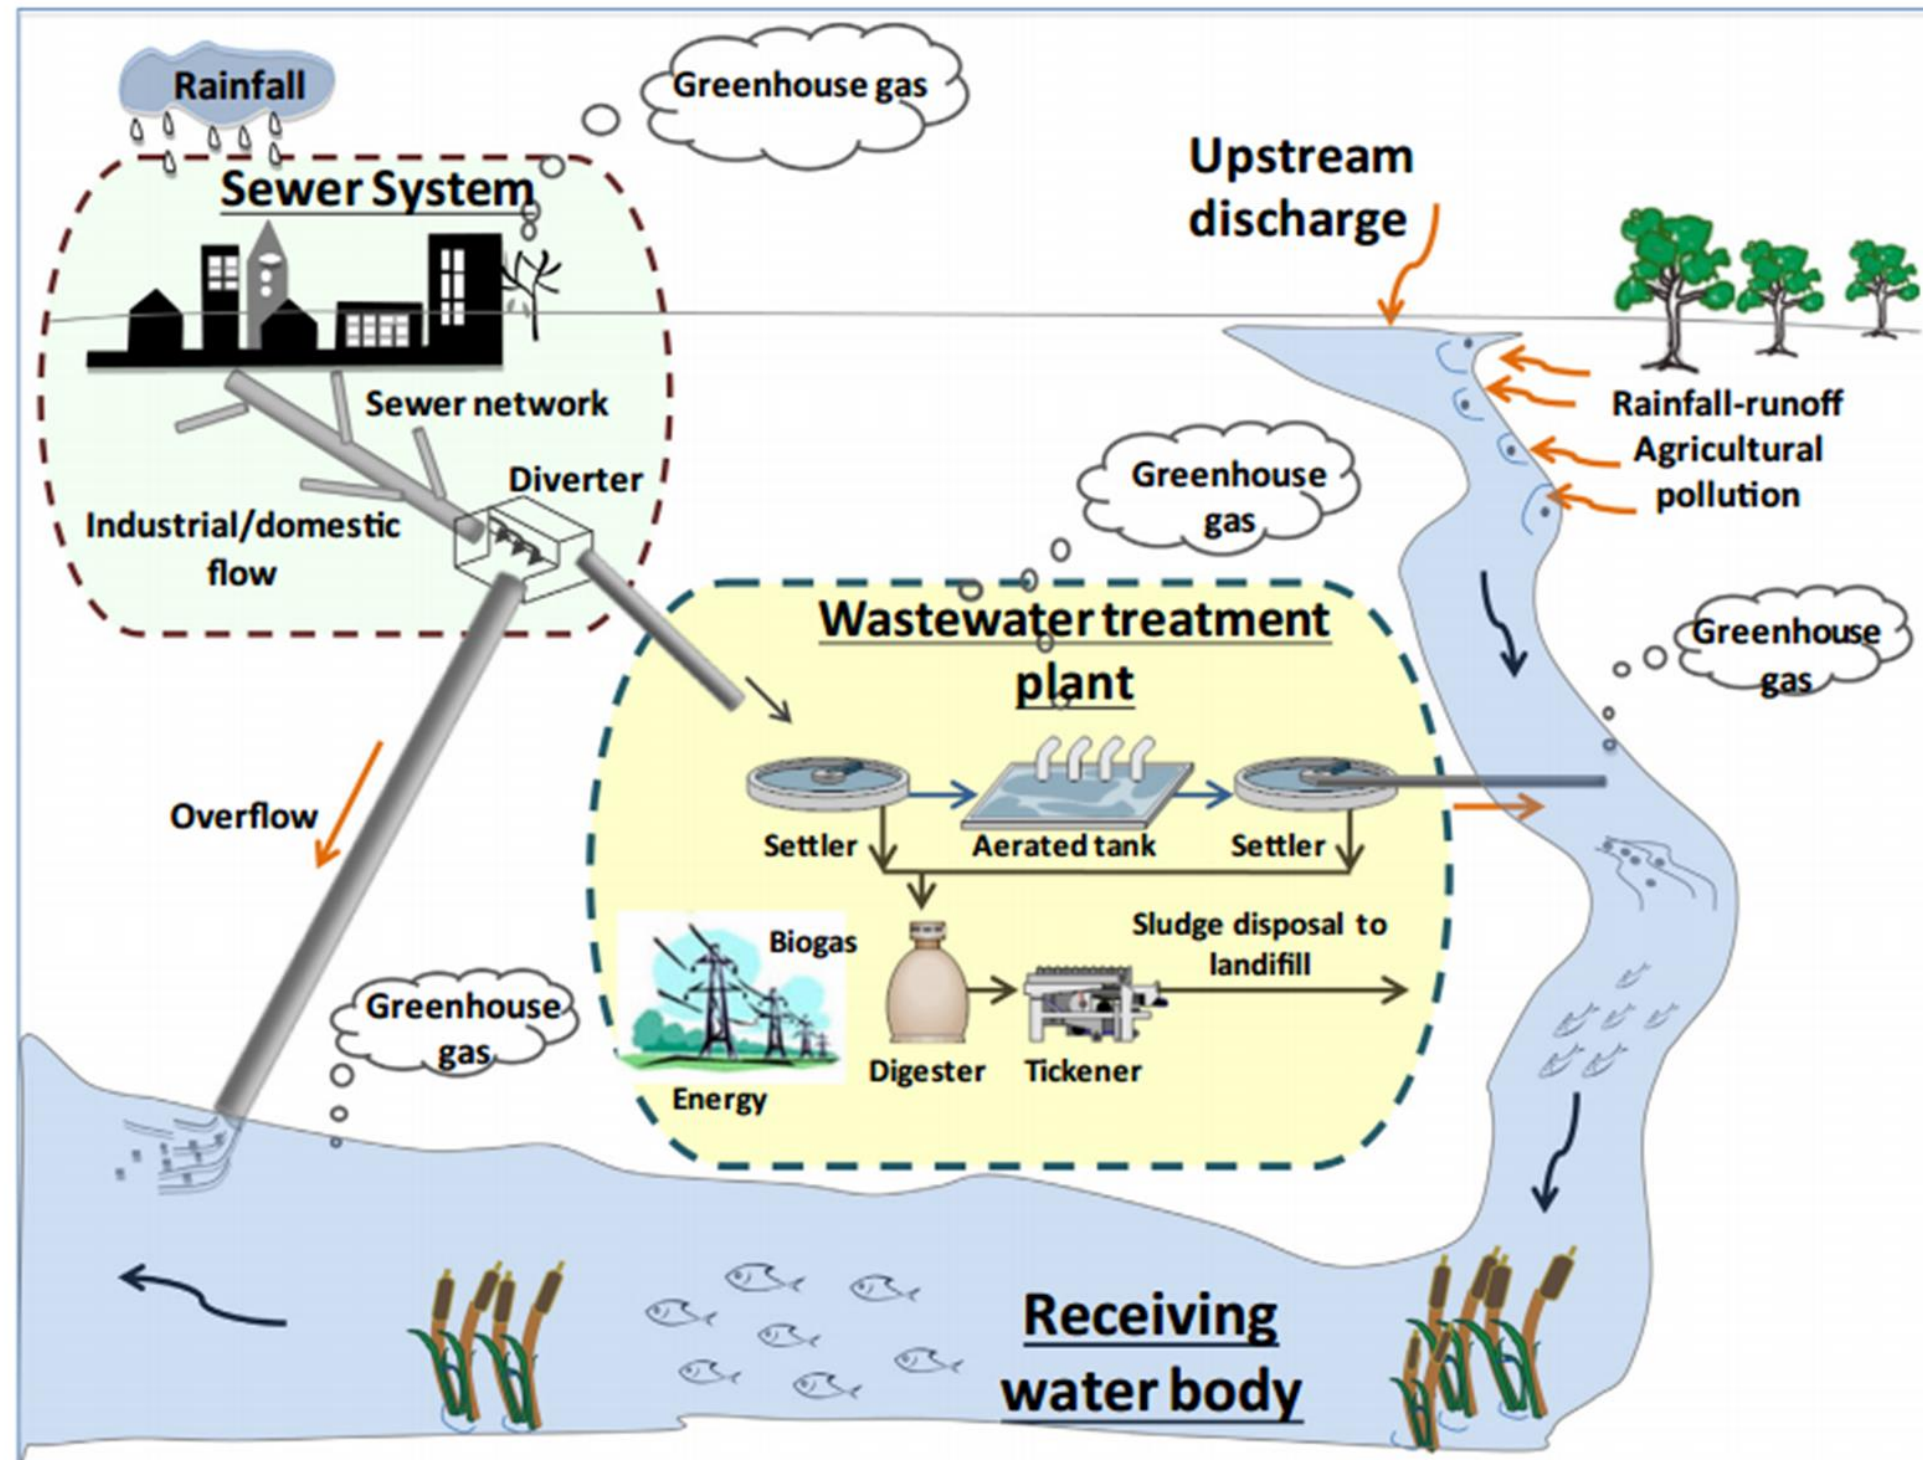 Rainfall
Greenhouse gas
Sewer System
Upstream
discharge
Sewer network
Rainfall-runoff
Agricultural
pollution
Diverter
Industrial/domestic
flow
Greenhouse
gas
Wastewater treatment
plant
Greenhouse
gas
Overflow
Settler
Aerated tank
Settler
Biogas
Sludge disposal to
landifill
Greenhouse
gas
Digester
Tickener
Energy
Receiving
water body